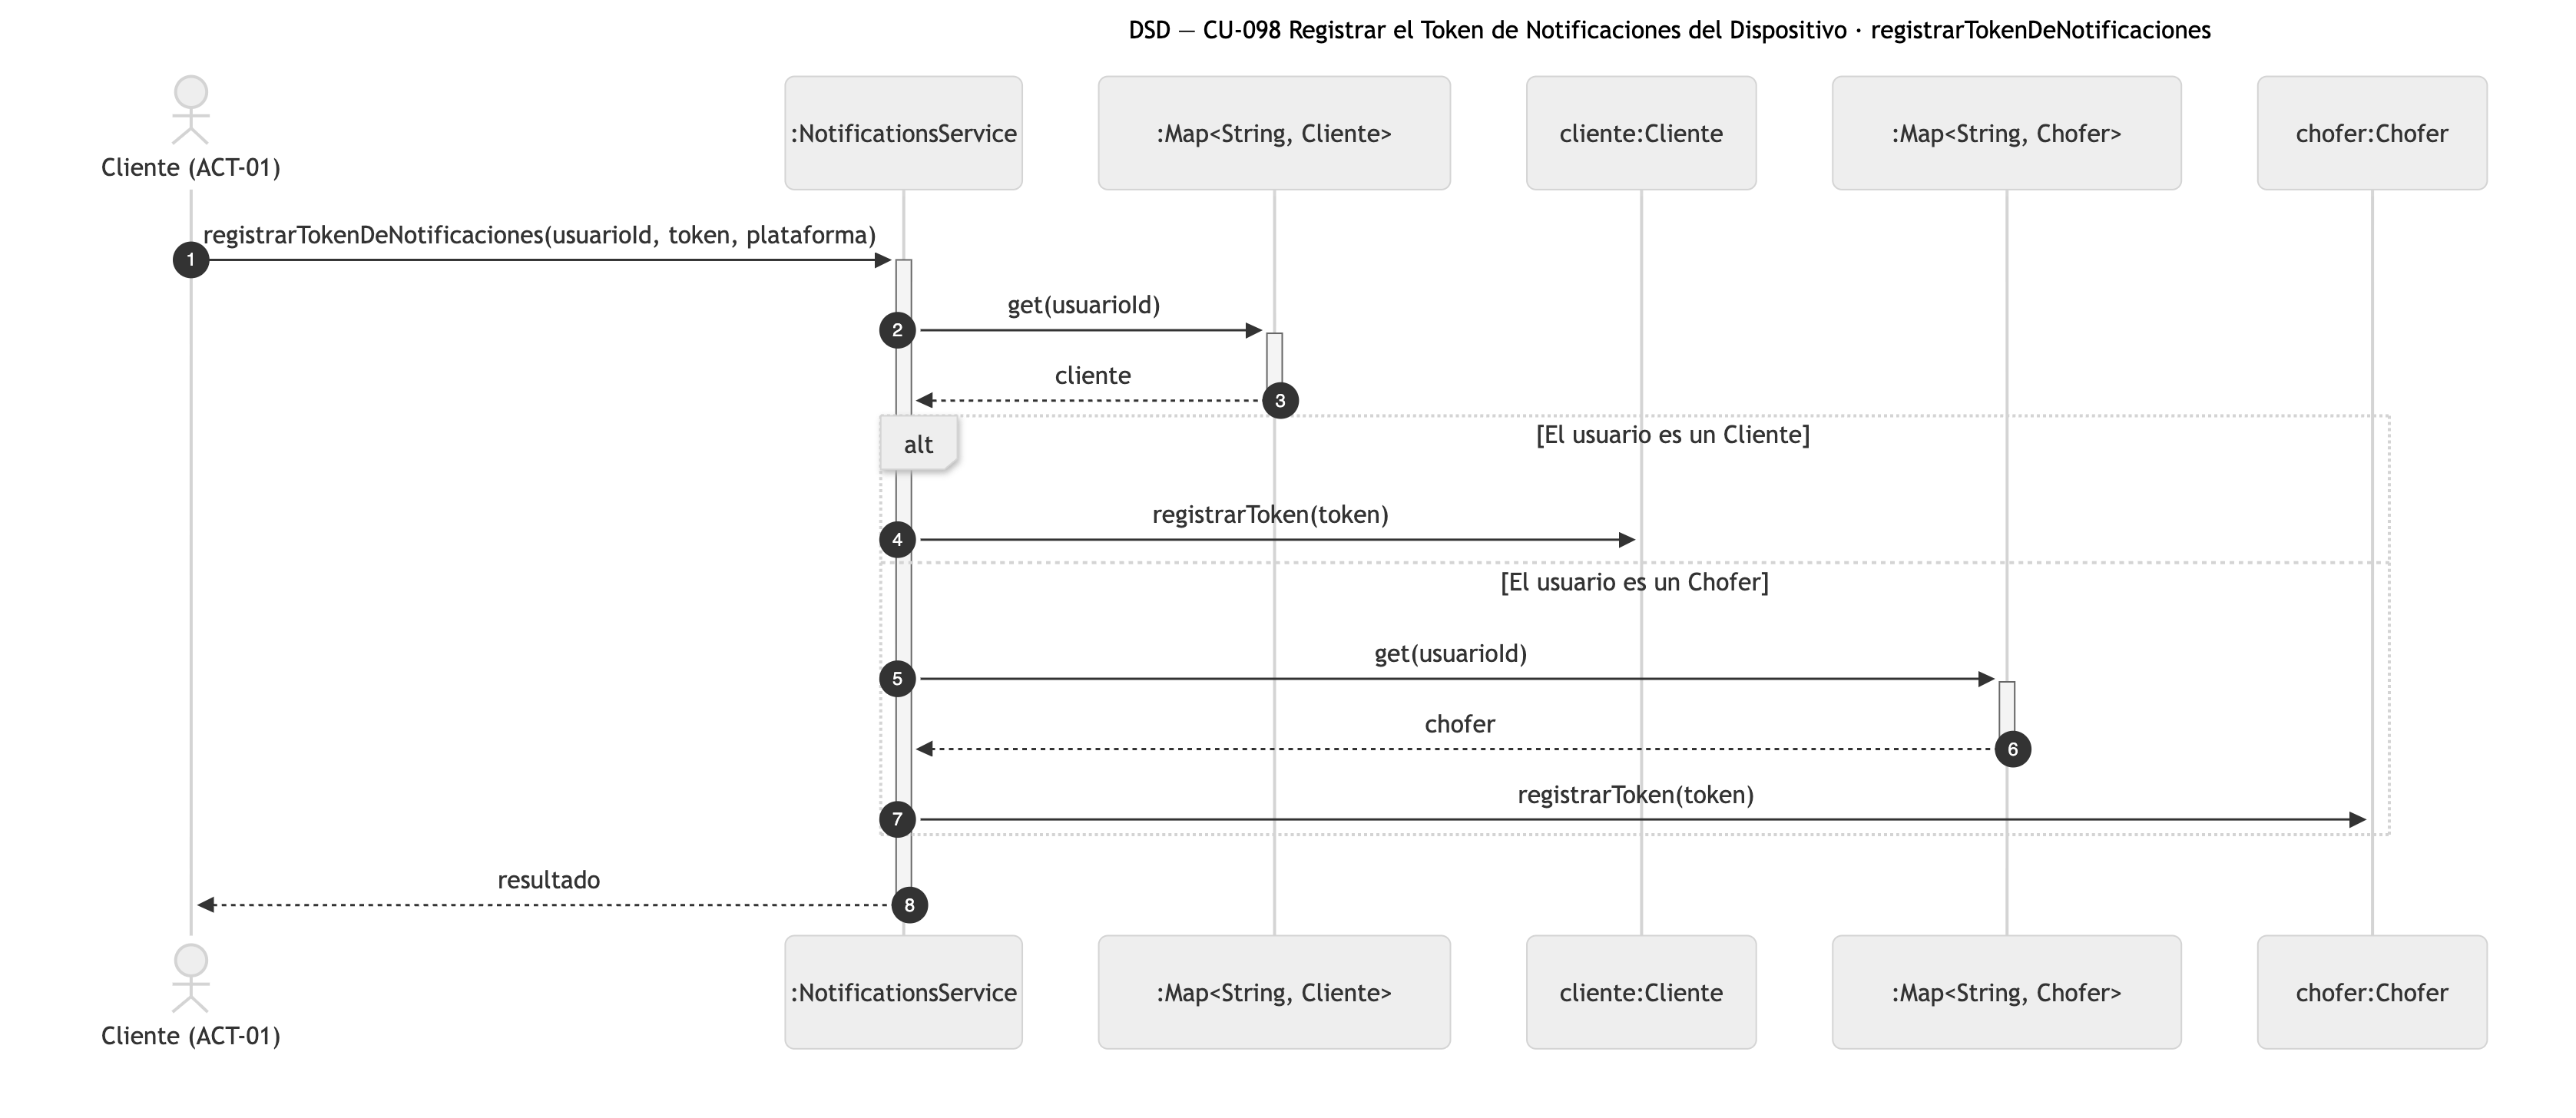 DSD — CU-098 Registrar el Token de Notificaciones del Dispositivo · registrarTokenDeNotificaciones
Cliente (ACT-01)
:NotificationsService
:Map<String, Cliente>
cliente:Cliente
:Map<String, Chofer>
chofer:Chofer
registrarTokenDeNotificaciones(usuarioId, token, plataforma)
1
get(usuarioId)
2
cliente
3
alt
[El usuario es un Cliente]
registrarToken(token)
4
[El usuario es un Chofer]
get(usuarioId)
5
chofer
6
registrarToken(token)
7
resultado
8
:NotificationsService
:Map<String, Cliente>
cliente:Cliente
:Map<String, Chofer>
chofer:Chofer
Cliente (ACT-01)